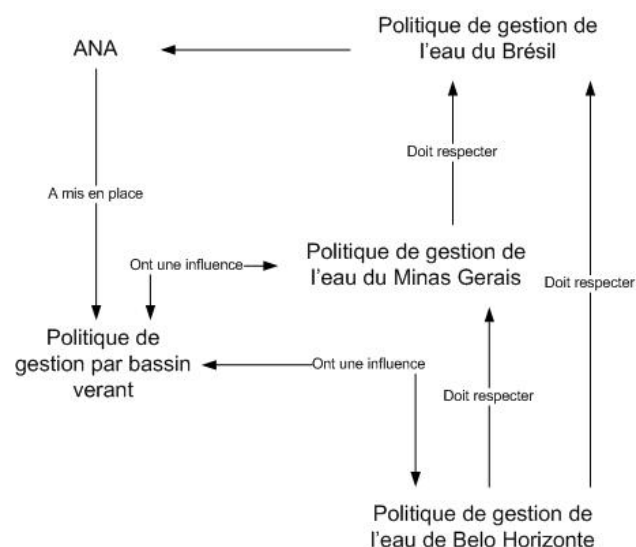 Politique de gestion de
l'eau du Brésil
ANA
Doit respecter
A mis en place
Politique de gestion de
l'eau du Minas Gerais
Ont une influence
Doit respecter
Politique de
gestion par bassin
verant
Ont une influence
Doit respecter
Politique de gestion de
l'eau de Belo Horizonte